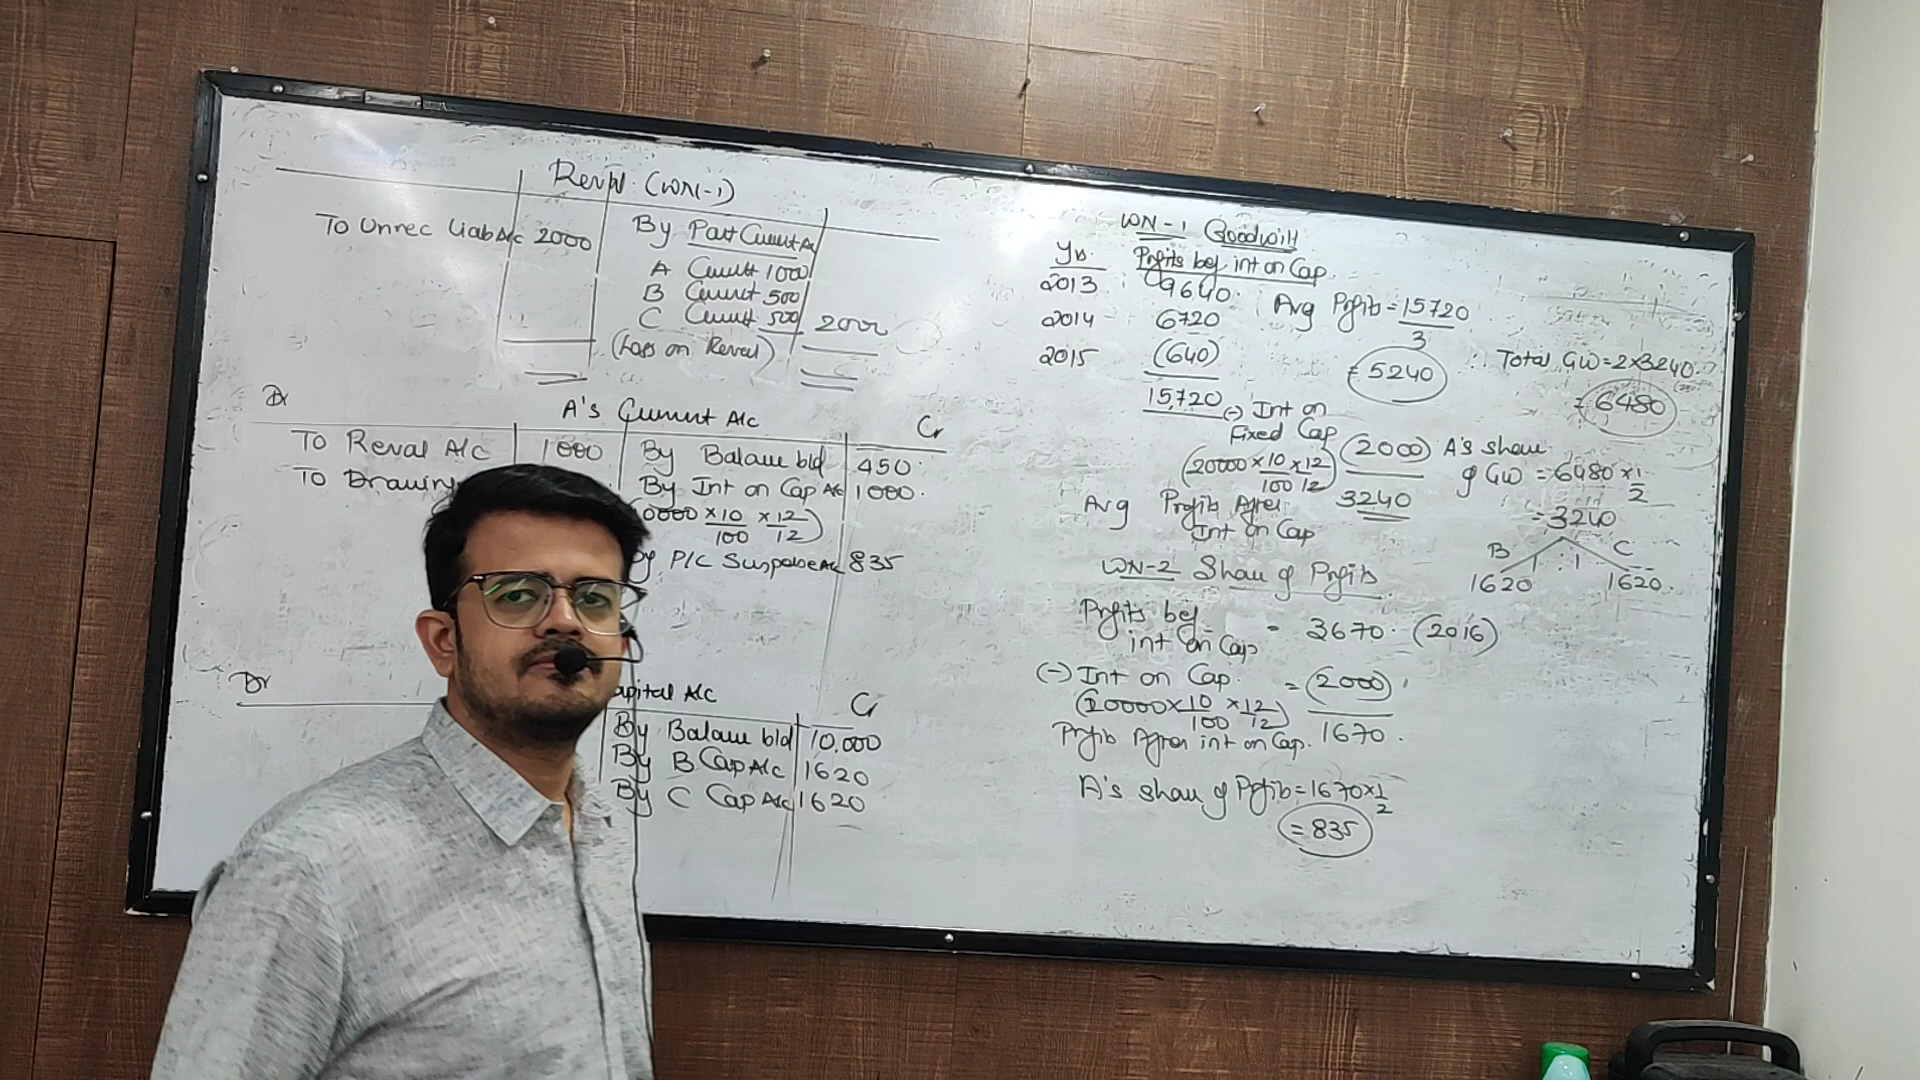 Reval. (WN-1)
To Unrec Liab A/c 2000
By Part Current A/c
A Current 1000
B Current 500
C Current 500 2000
(Loss on Reval)
Dr A's Current A/c Cr
To Reval A/c 1000 By Balance b/d 450
To Drawing By Int on Cap A/c 1000
0000 × 10/100 × 12/12)
By P/L Suspense A/c 835
Dr apital A/c Cr
By Balance b/d 10,000
By B Cap A/c 1620
By C Cap A/c 1620
WN-1 Goodwill
Yr. Profits bef int on Cap.
2013 9640
2014 6720
2015 (640)
15,720
Avg Profits = 15720/3
= 5240
(-) Int on Fixed Cap
(20000 × 10/100 × 12/12) (2000)
Avg Profits After Int on Cap 3240
∴ Total GW = 2×3240
= 6480
A's share
of GW = 6480 × 1/2
= 3240
B C
1 : 1
1620 1620
WN-2 Share of Profits
Profits bef
int on Cap = 3670 (2016)
(-) Int on Cap. = (2000)
(20000 × 10/100 × 12/12)
Profit After int on Cap. 1670
A's share of Profit = 1670 × 1/2
= 835